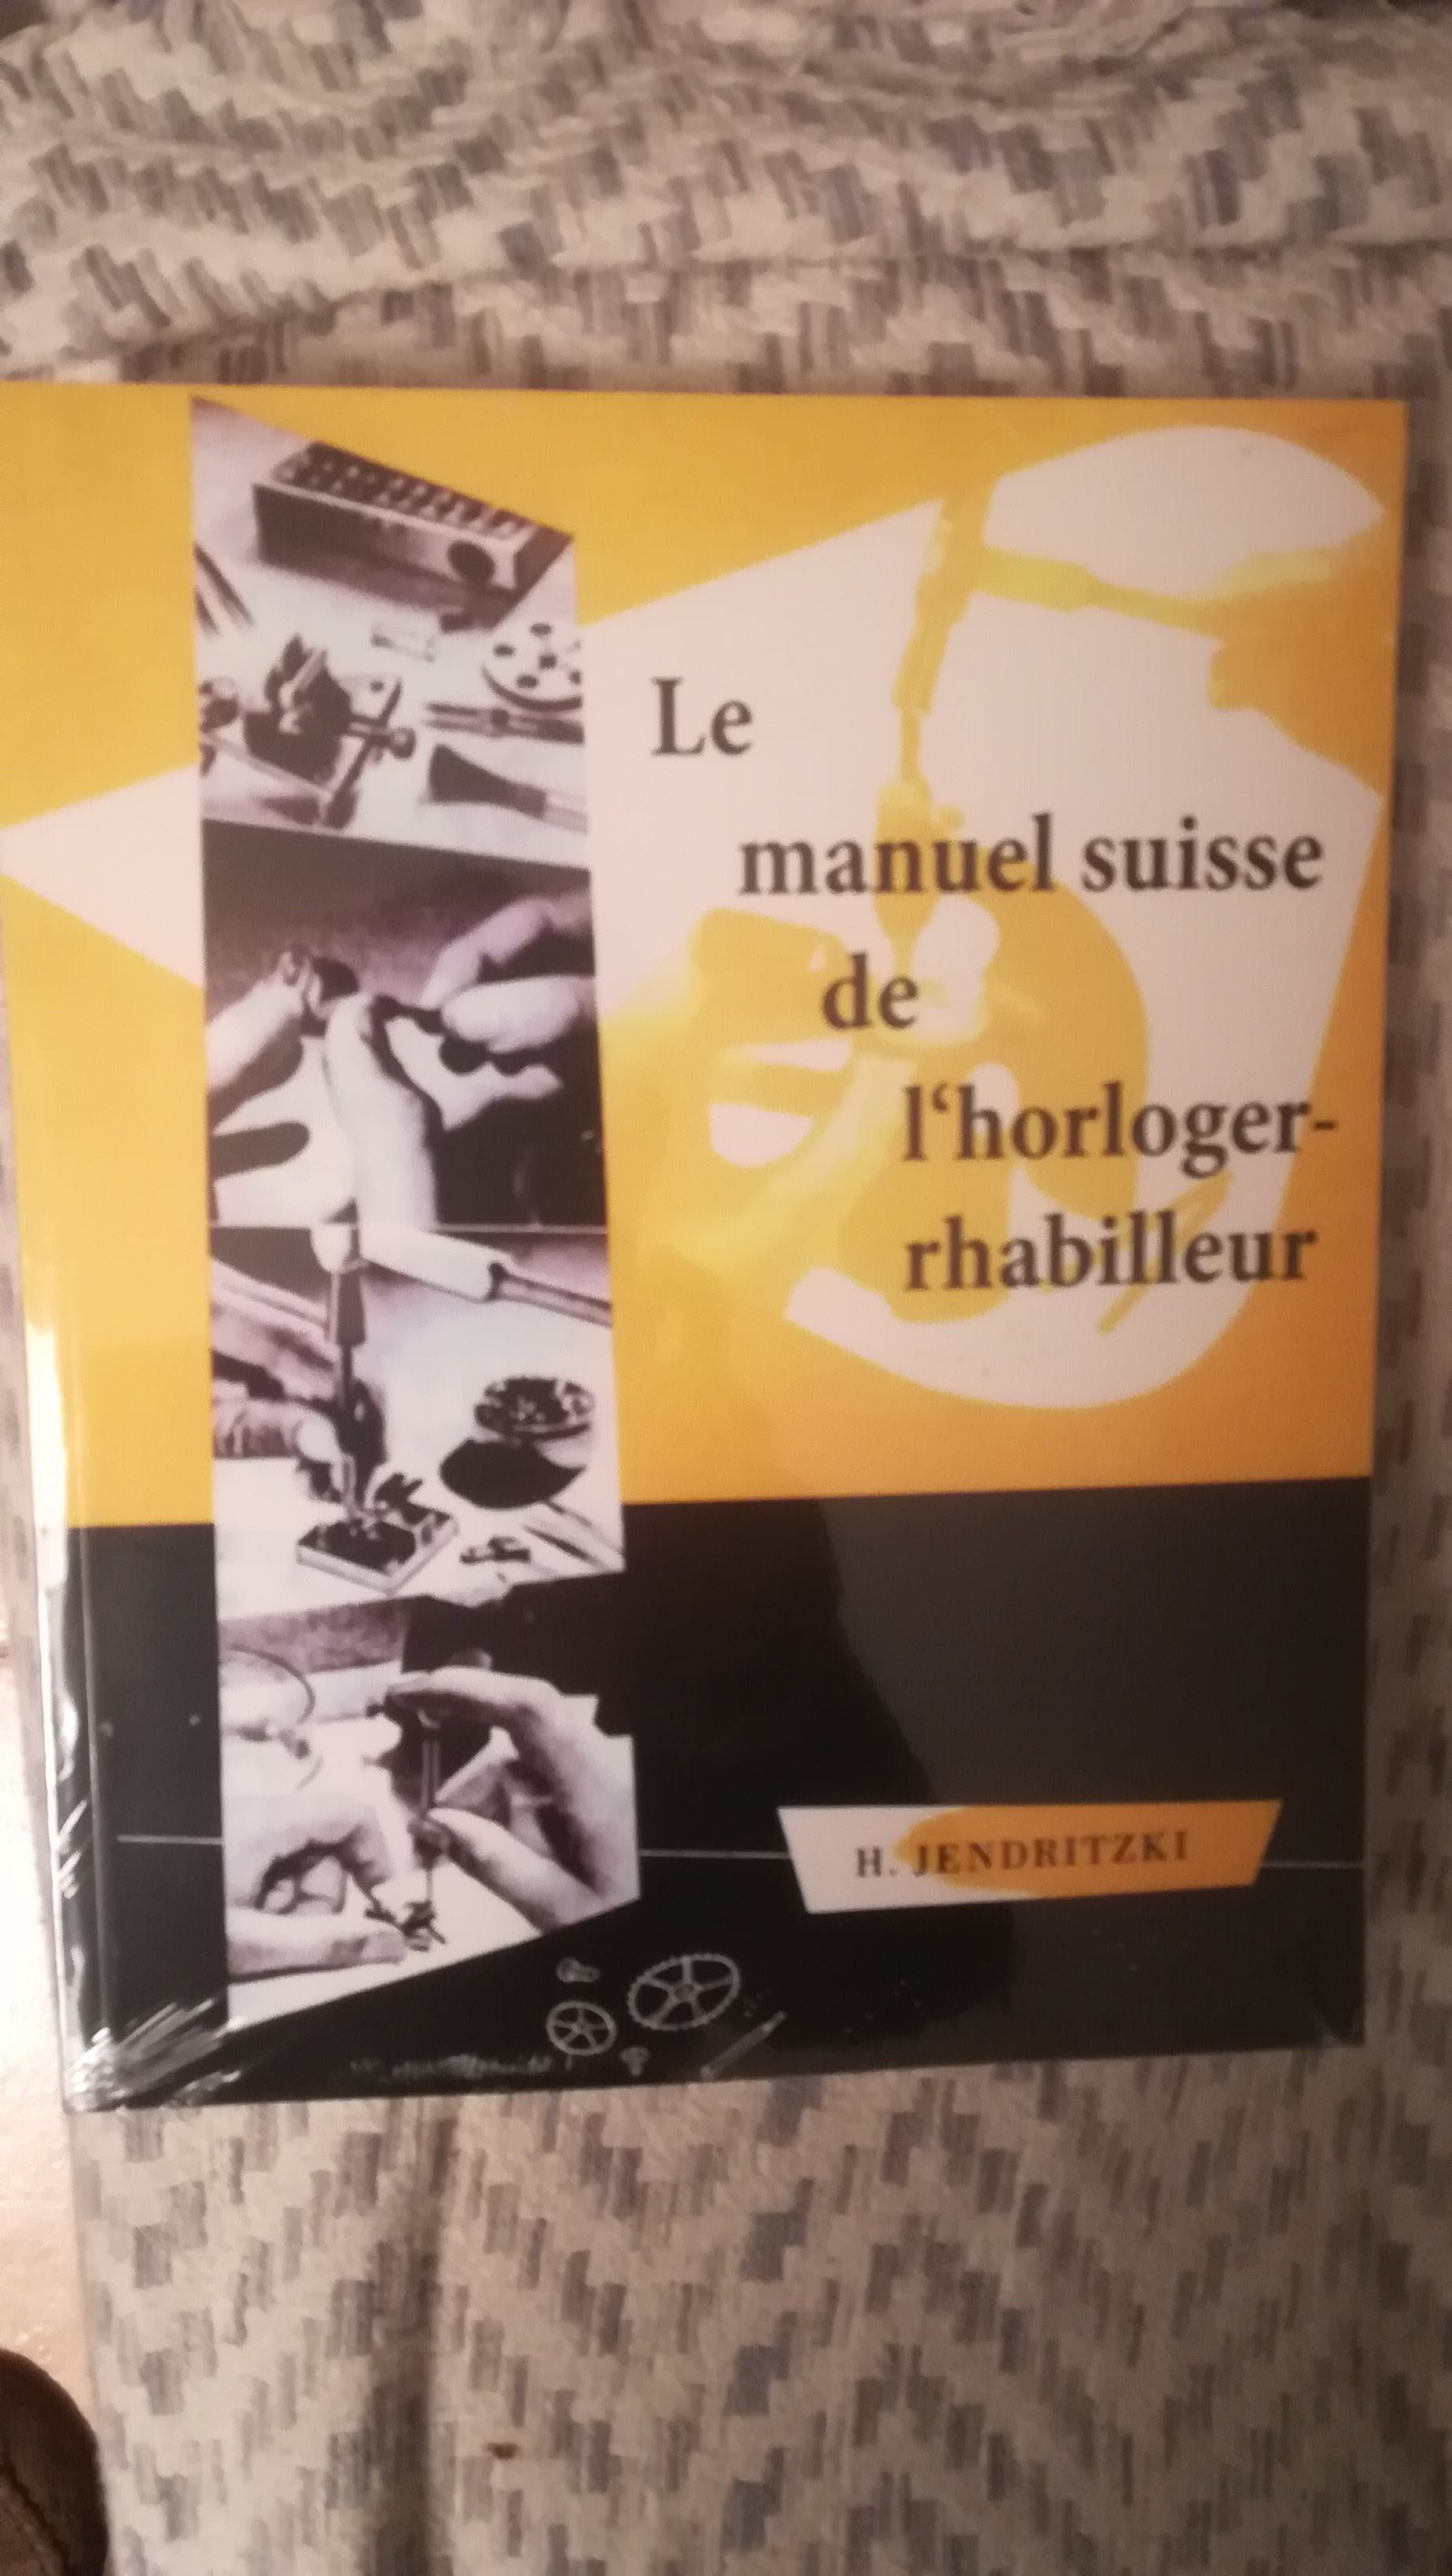 Le
manuel suisse
de
l‘horloger-
rhabilleur
H. JENDRITZKI